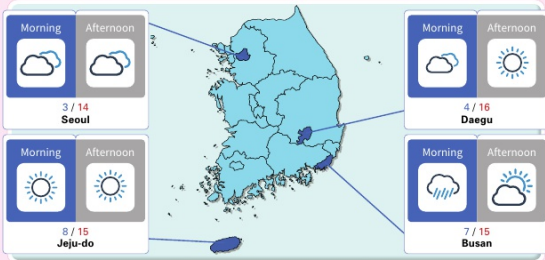 Morning Afternoon
3 / 14
Seoul
Morning Afternoon
4 / 16
Daegu
Morning Afternoon
8 / 15
Jeju-do
Morning Afternoon
7 / 15
Busan